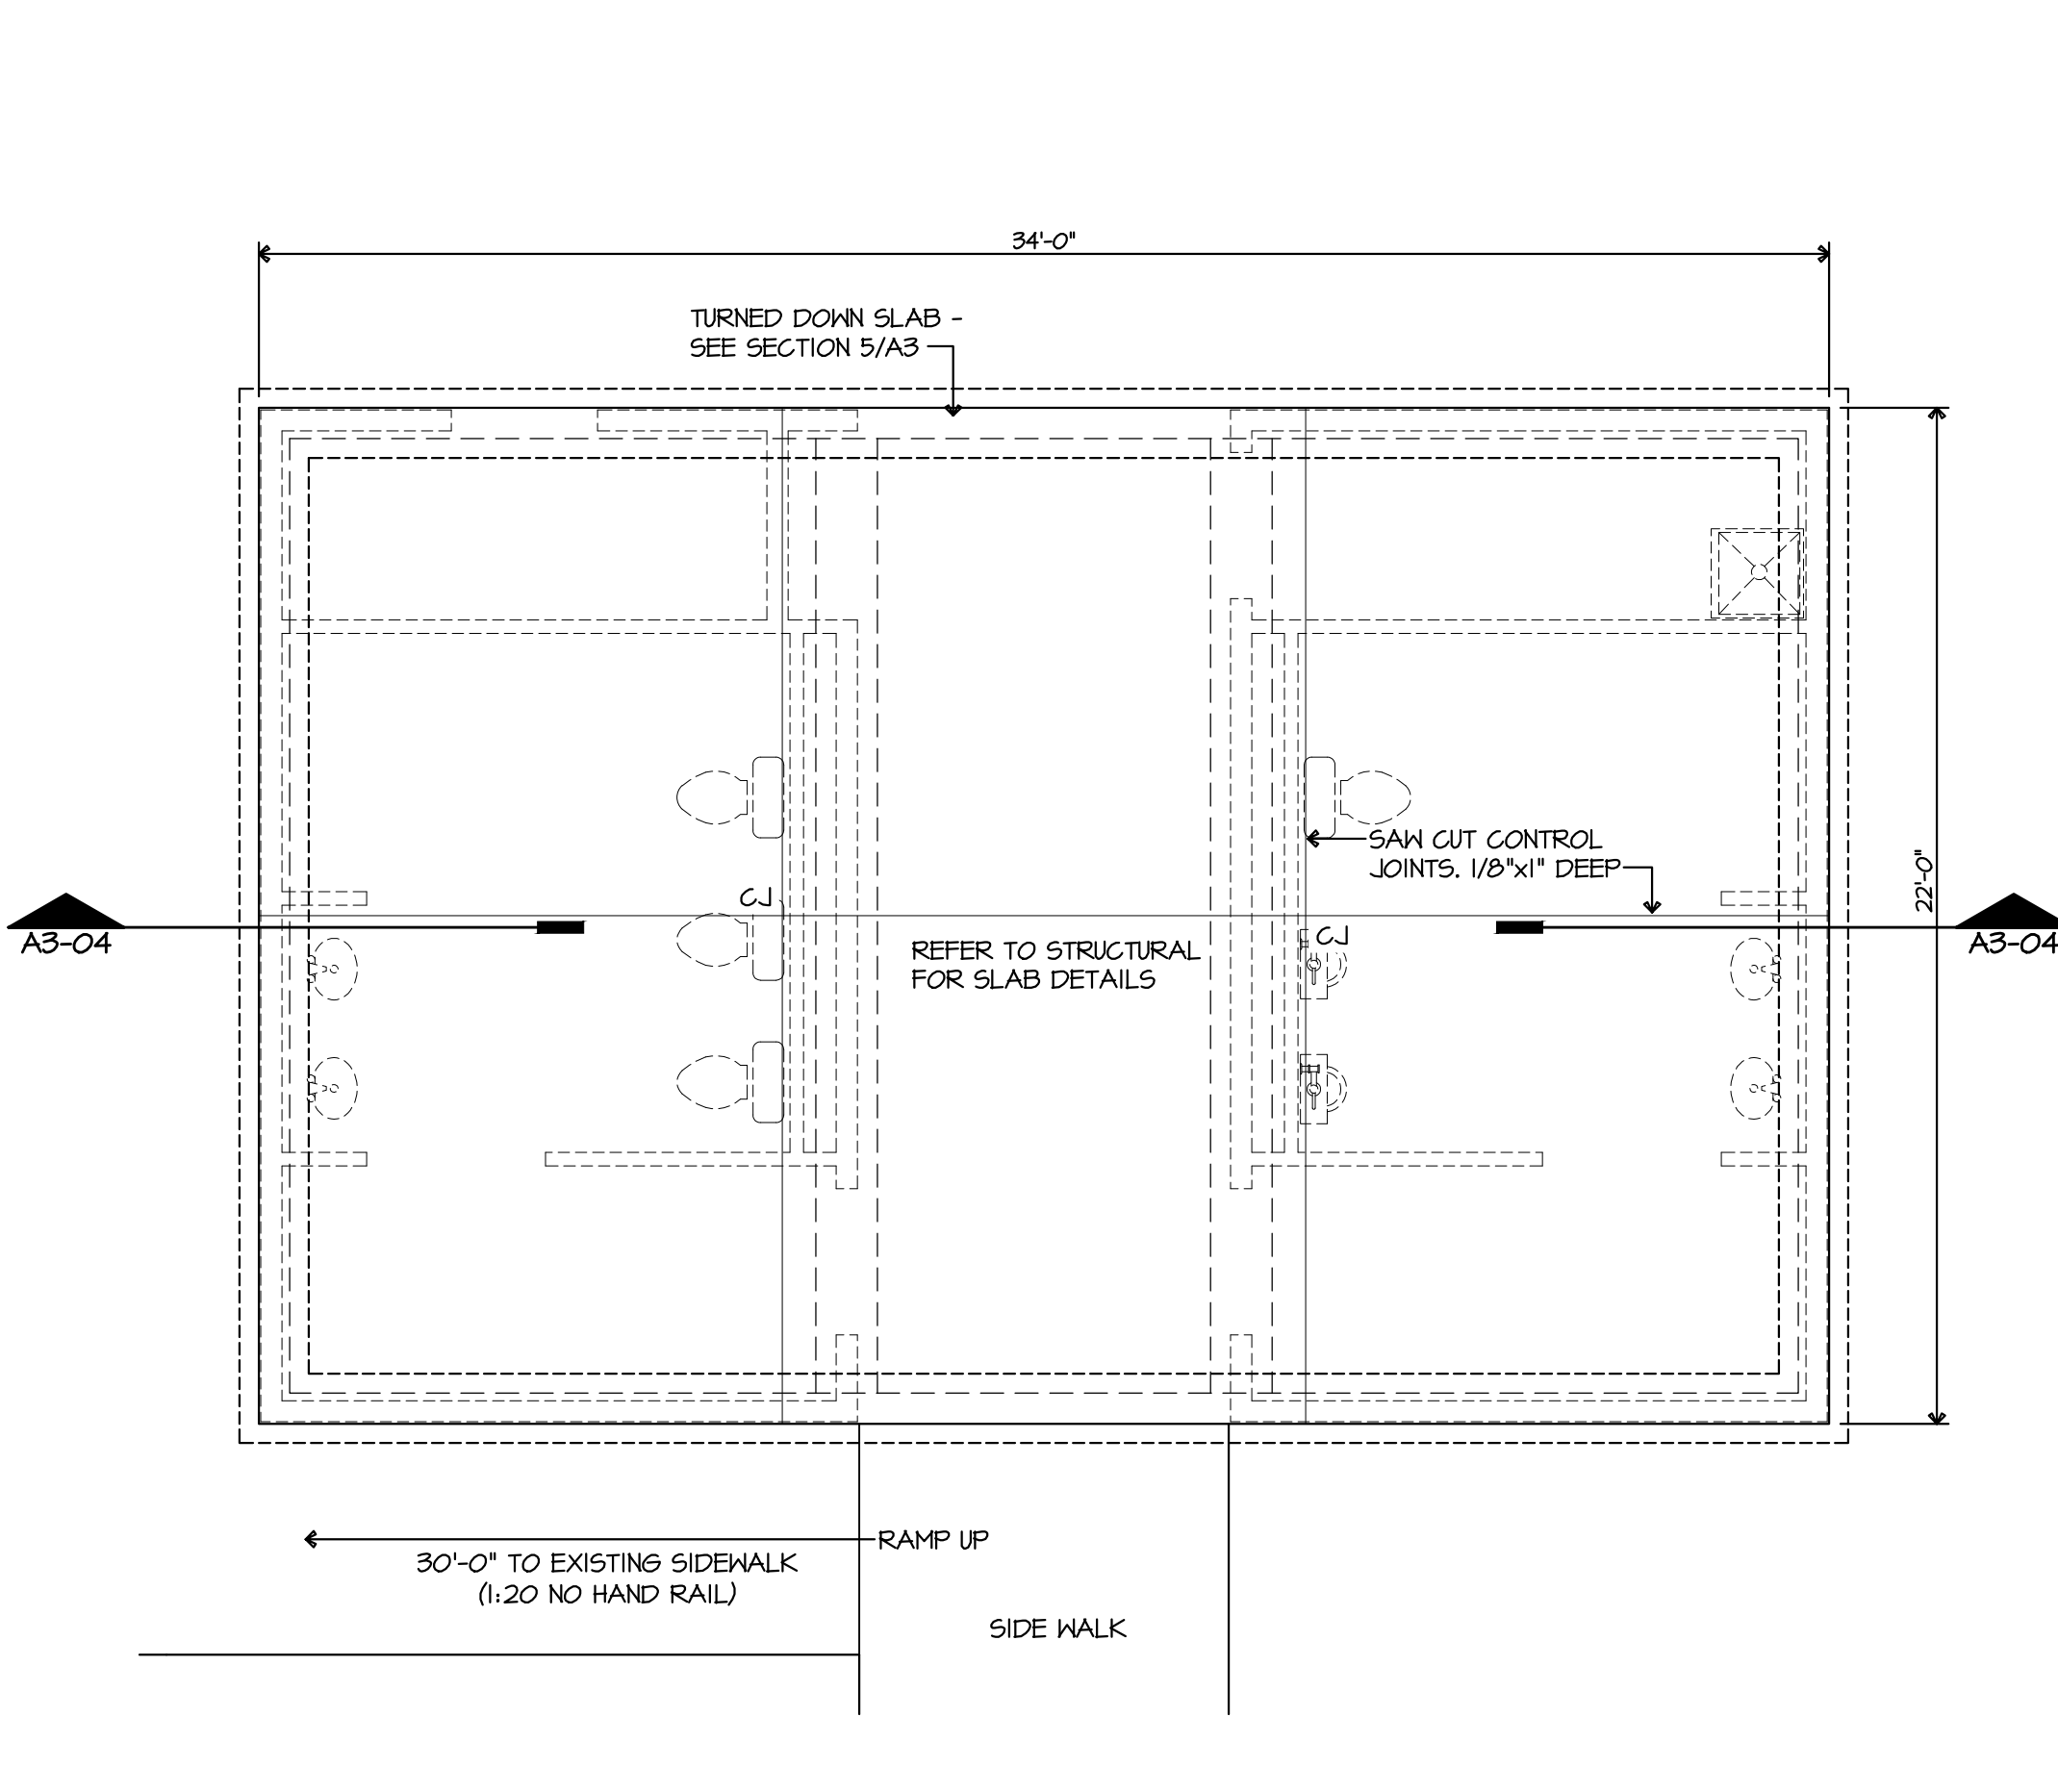 34'-0"
TURNED DOWN SLAB -
SEE SECTION 5/A3
SAW CUT CONTROL
JOINTS. 1/8"x1" DEEP
22'-0"
CJ
A3-04
A3-04
CJ
REFER TO STRUCTURAL
FOR SLAB DETAILS
RAMP UP
30'-0" TO EXISTING SIDEWALK
(1:20 NO HAND RAIL)
SIDE WALK